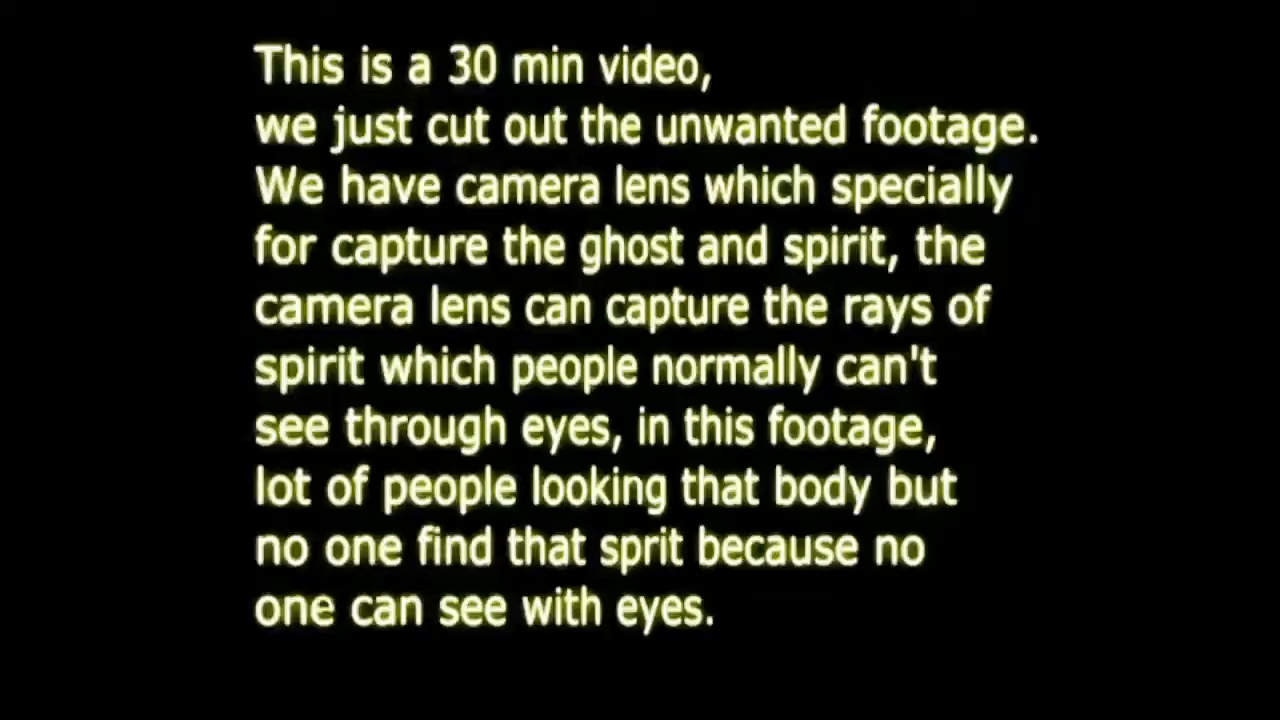 This is a 30 min video,
we just cut out the unwanted footage.
We have camera lens which specially
for capture the ghost and spirit, the
camera lens can capture the rays of
spirit which people normally can't
see through eyes, in this footage,
lot of people looking that body but
no one find that sprit because no
one can see with eyes.